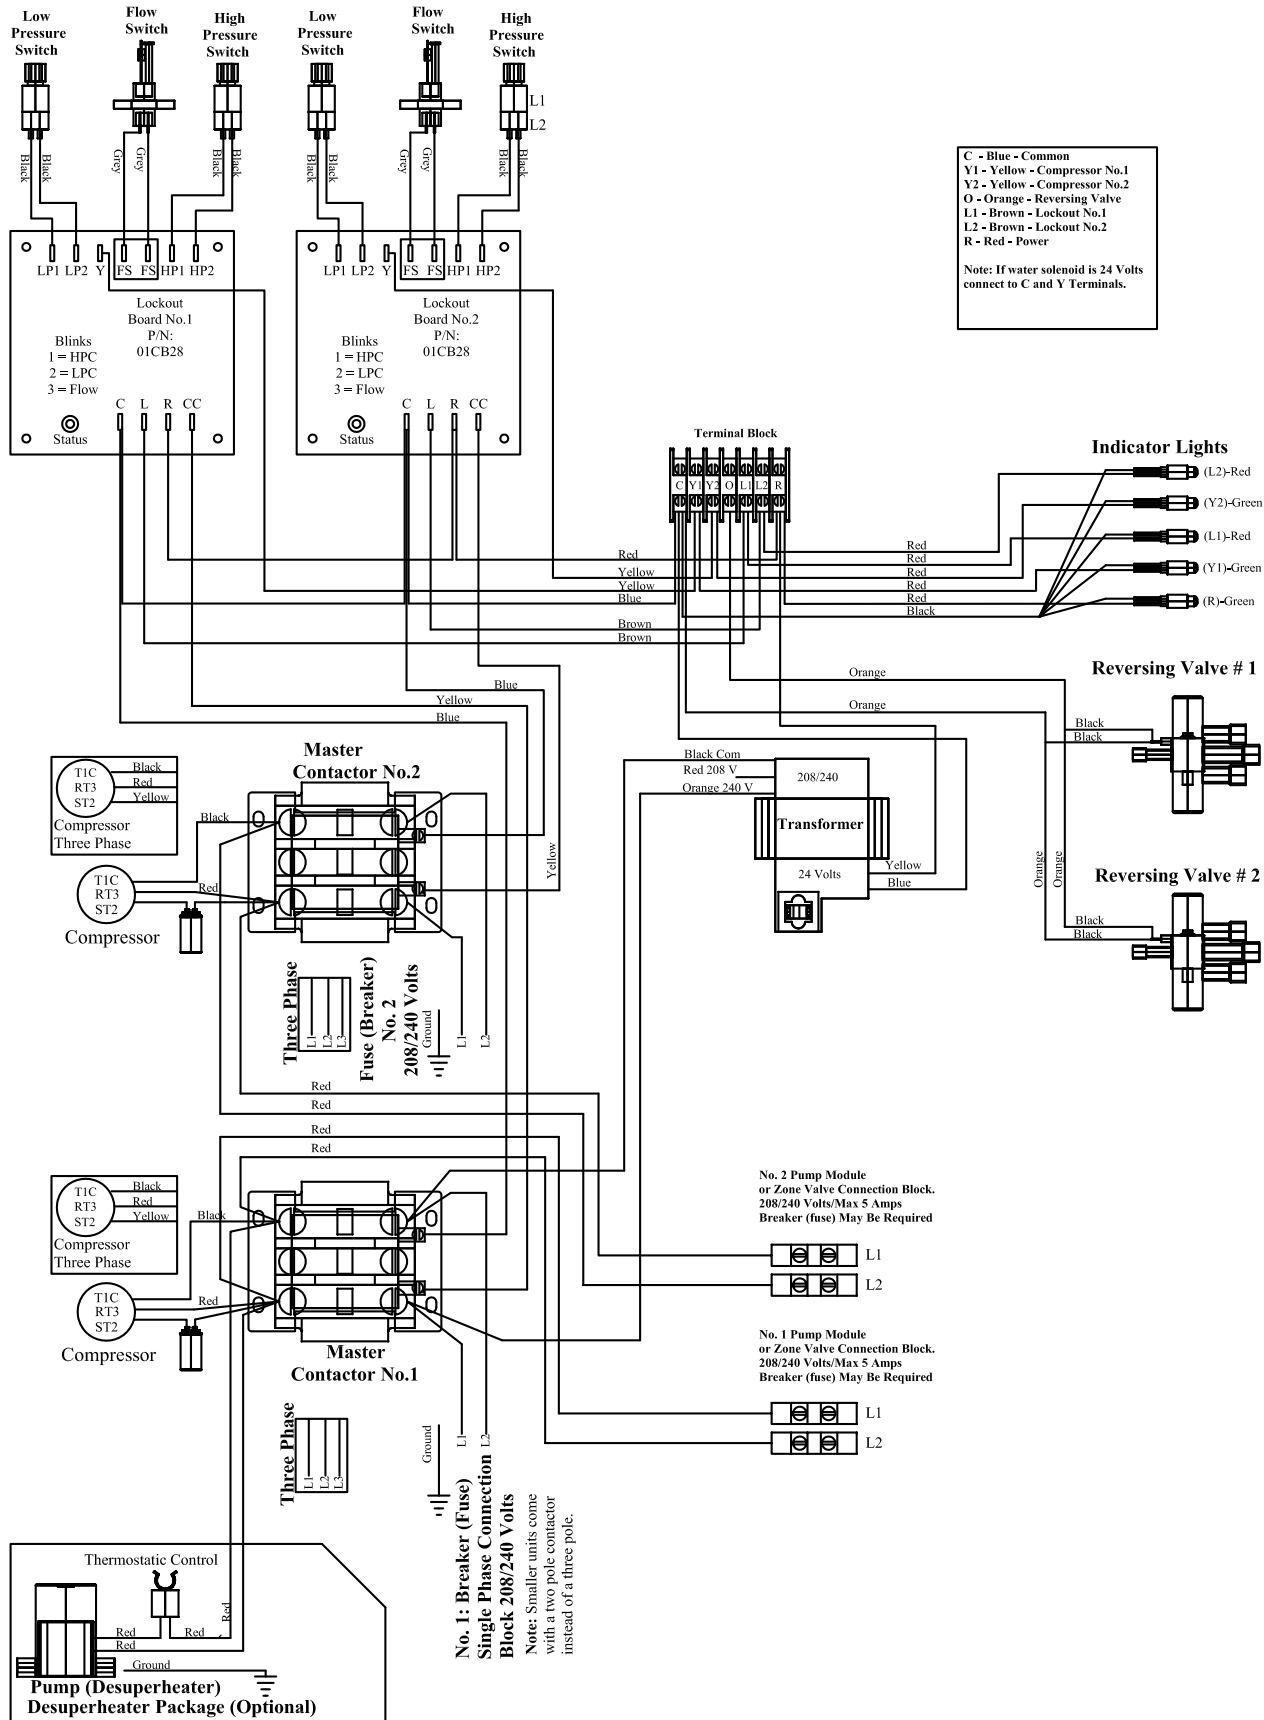 Low
Pressure
Switch
Flow
Switch
High
Pressure
Switch
Low
Pressure
Switch
Flow
Switch
High
Pressure
Switch
L1
L2
Black
Black
Grey
Grey
Black
Black
Black
Black
Grey
Grey
Black
Black
C - Blue - Common
Y1 - Yellow - Compressor No.1
Y2 - Yellow - Compressor No.2
O - Orange - Reversing Valve
L1 - Brown - Lockout No.1
L2 - Brown - Lockout No.2
R - Red - Power
Note: If water solenoid is 24 Volts
connect to C and Y Terminals.
LP1 LP2 Y FS FS HP1 HP2
Lockout
Board No.1
P/N:
01CB28
Blinks
1 = HPC
2 = LPC
3 = Flow
C L R CC
Status
LP1 LP2 Y FS FS HP1 HP2
Lockout
Board No.2
P/N:
01CB28
Blinks
1 = HPC
2 = LPC
3 = Flow
C L R CC
Status
Terminal Block
C Y1 Y2 O L1 L2 R
Indicator Lights
(L2)-Red
(Y2)-Green
(L1)-Red
(Y1)-Green
(R)-Green
Red
Yellow
Yellow
Blue
Brown
Brown
Red
Red
Red
Red
Red
Black
Orange
Orange
Blue
Yellow
Blue
Yellow
Reversing Valve # 1
Black
Black
Orange
Orange
Reversing Valve # 2
Black
Black
Black Com
Red 208 V
Orange 240 V
208/240
Transformer
24 Volts
Yellow
Blue
Master
Contactor No.2
T1C
RT3
ST2
Black
Red
Yellow
Compressor
Three Phase
T1C
RT3
ST2
Black
Red
Compressor
Three Phase
L1
L2
L3
Fuse (Breaker)
No. 2
208/240 Volts
Ground
L1
L2
Red
Red
Red
Red
T1C
RT3
ST2
Black
Red
Yellow
Compressor
Three Phase
T1C
RT3
ST2
Black
Red
Compressor
Master
Contactor No.1
No. 2 Pump Module
or Zone Valve Connection Block.
208/240 Volts/Max 5 Amps
Breaker (fuse) May Be Required
L1
L2
No. 1 Pump Module
or Zone Valve Connection Block.
208/240 Volts/Max 5 Amps
Breaker (fuse) May Be Required
L1
L2
Three Phase
L1
L2
L3
Ground
L1
L2
No. 1: Breaker (Fuse)
Single Phase Connection
Block 208/240 Volts
Note: Smaller units come
with a two pole contactor
instead of a three pole.
Thermostatic Control
Red
Red
Red
Red
Ground
Pump (Desuperheater)
Desuperheater Package (Optional)